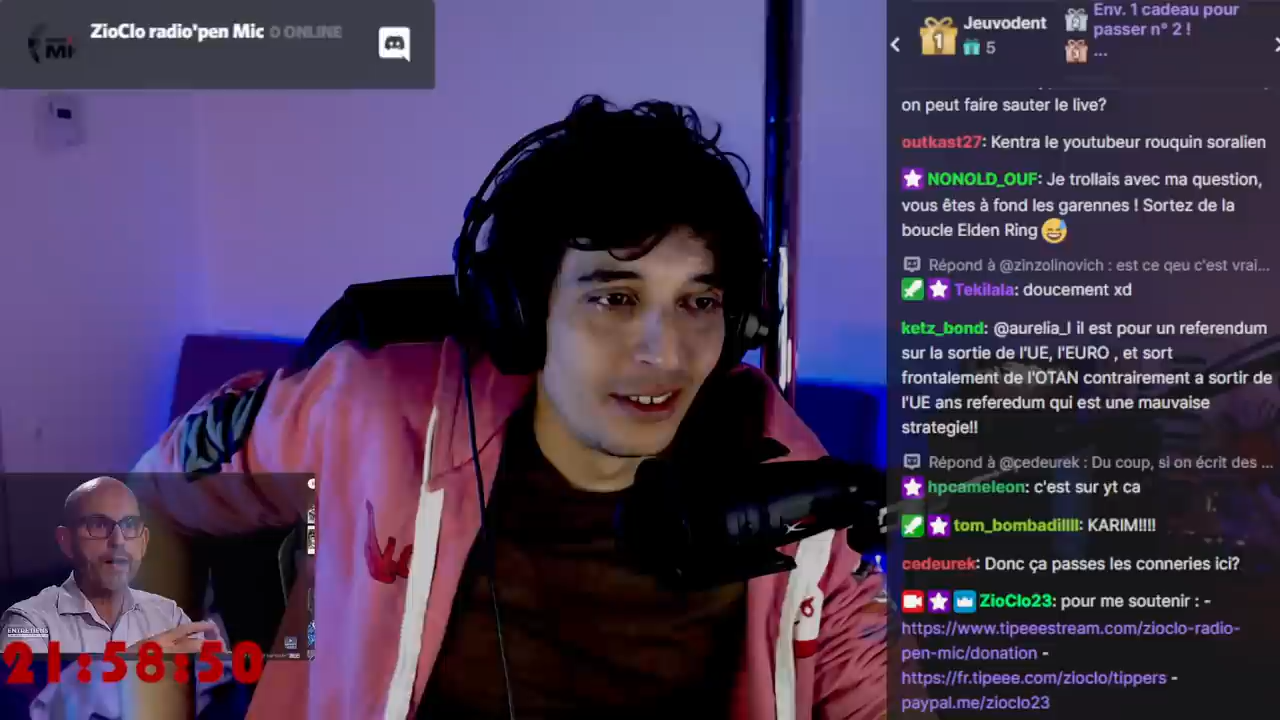 ZioClo radio'pen Mic 0 ONLINE
Mi
Jeuvodent
5
1
2
3
Env. 1 cadeau pour
passer n° 2 !
...
on peut faire sauter le live?
outkast27: Kentra le youtubeur rouquin soralien
NONOLD_OUF: Je trollais avec ma question,
vous êtes à fond les garennes ! Sortez de la
boucle Elden Ring
Répond à @zinzolinovich : est ce qeu c'est vrai...
Tekilala: doucement xd
ketz_bond: @aurelia_l il est pour un referendum
sur la sortie de l'UE, l'EURO , et sort
frontalement de l'OTAN contrairement a sortir de
l'UE ans referedum qui est une mauvaise
strategie!!
Répond à @cedeurek : Du coup, si on écrit des ...
hpcameleon: c'est sur yt ca
tom_bombadillll: KARIM!!!!
cedeurek: Donc ça passes les conneries ici?
ZioClo23: pour me soutenir : -
https://www.tipeeestream.com/zioclo-radio-
pen-mic/donation -
https://fr.tipeee.com/zioclo/tippers -
paypal.me/zioclo23
ENTRETIENS
21:58:50